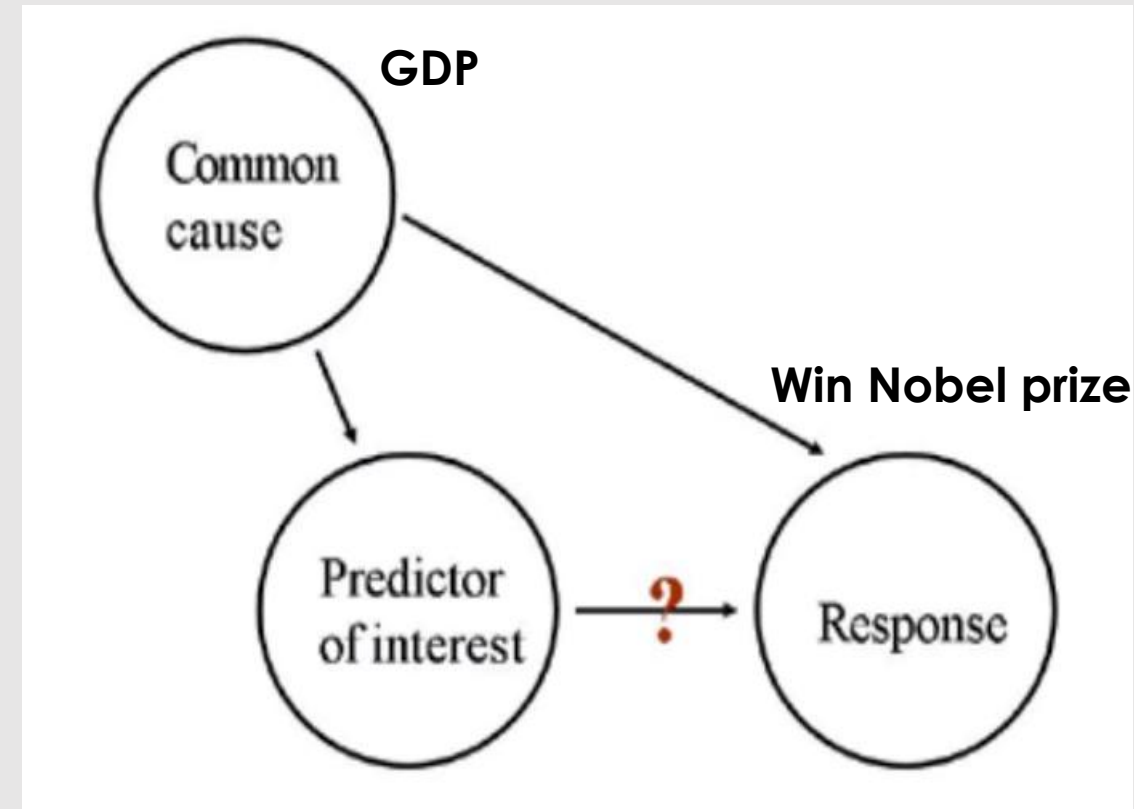 GDP
Common
cause
Win Nobel prize
Predictor
of interest
?
Response